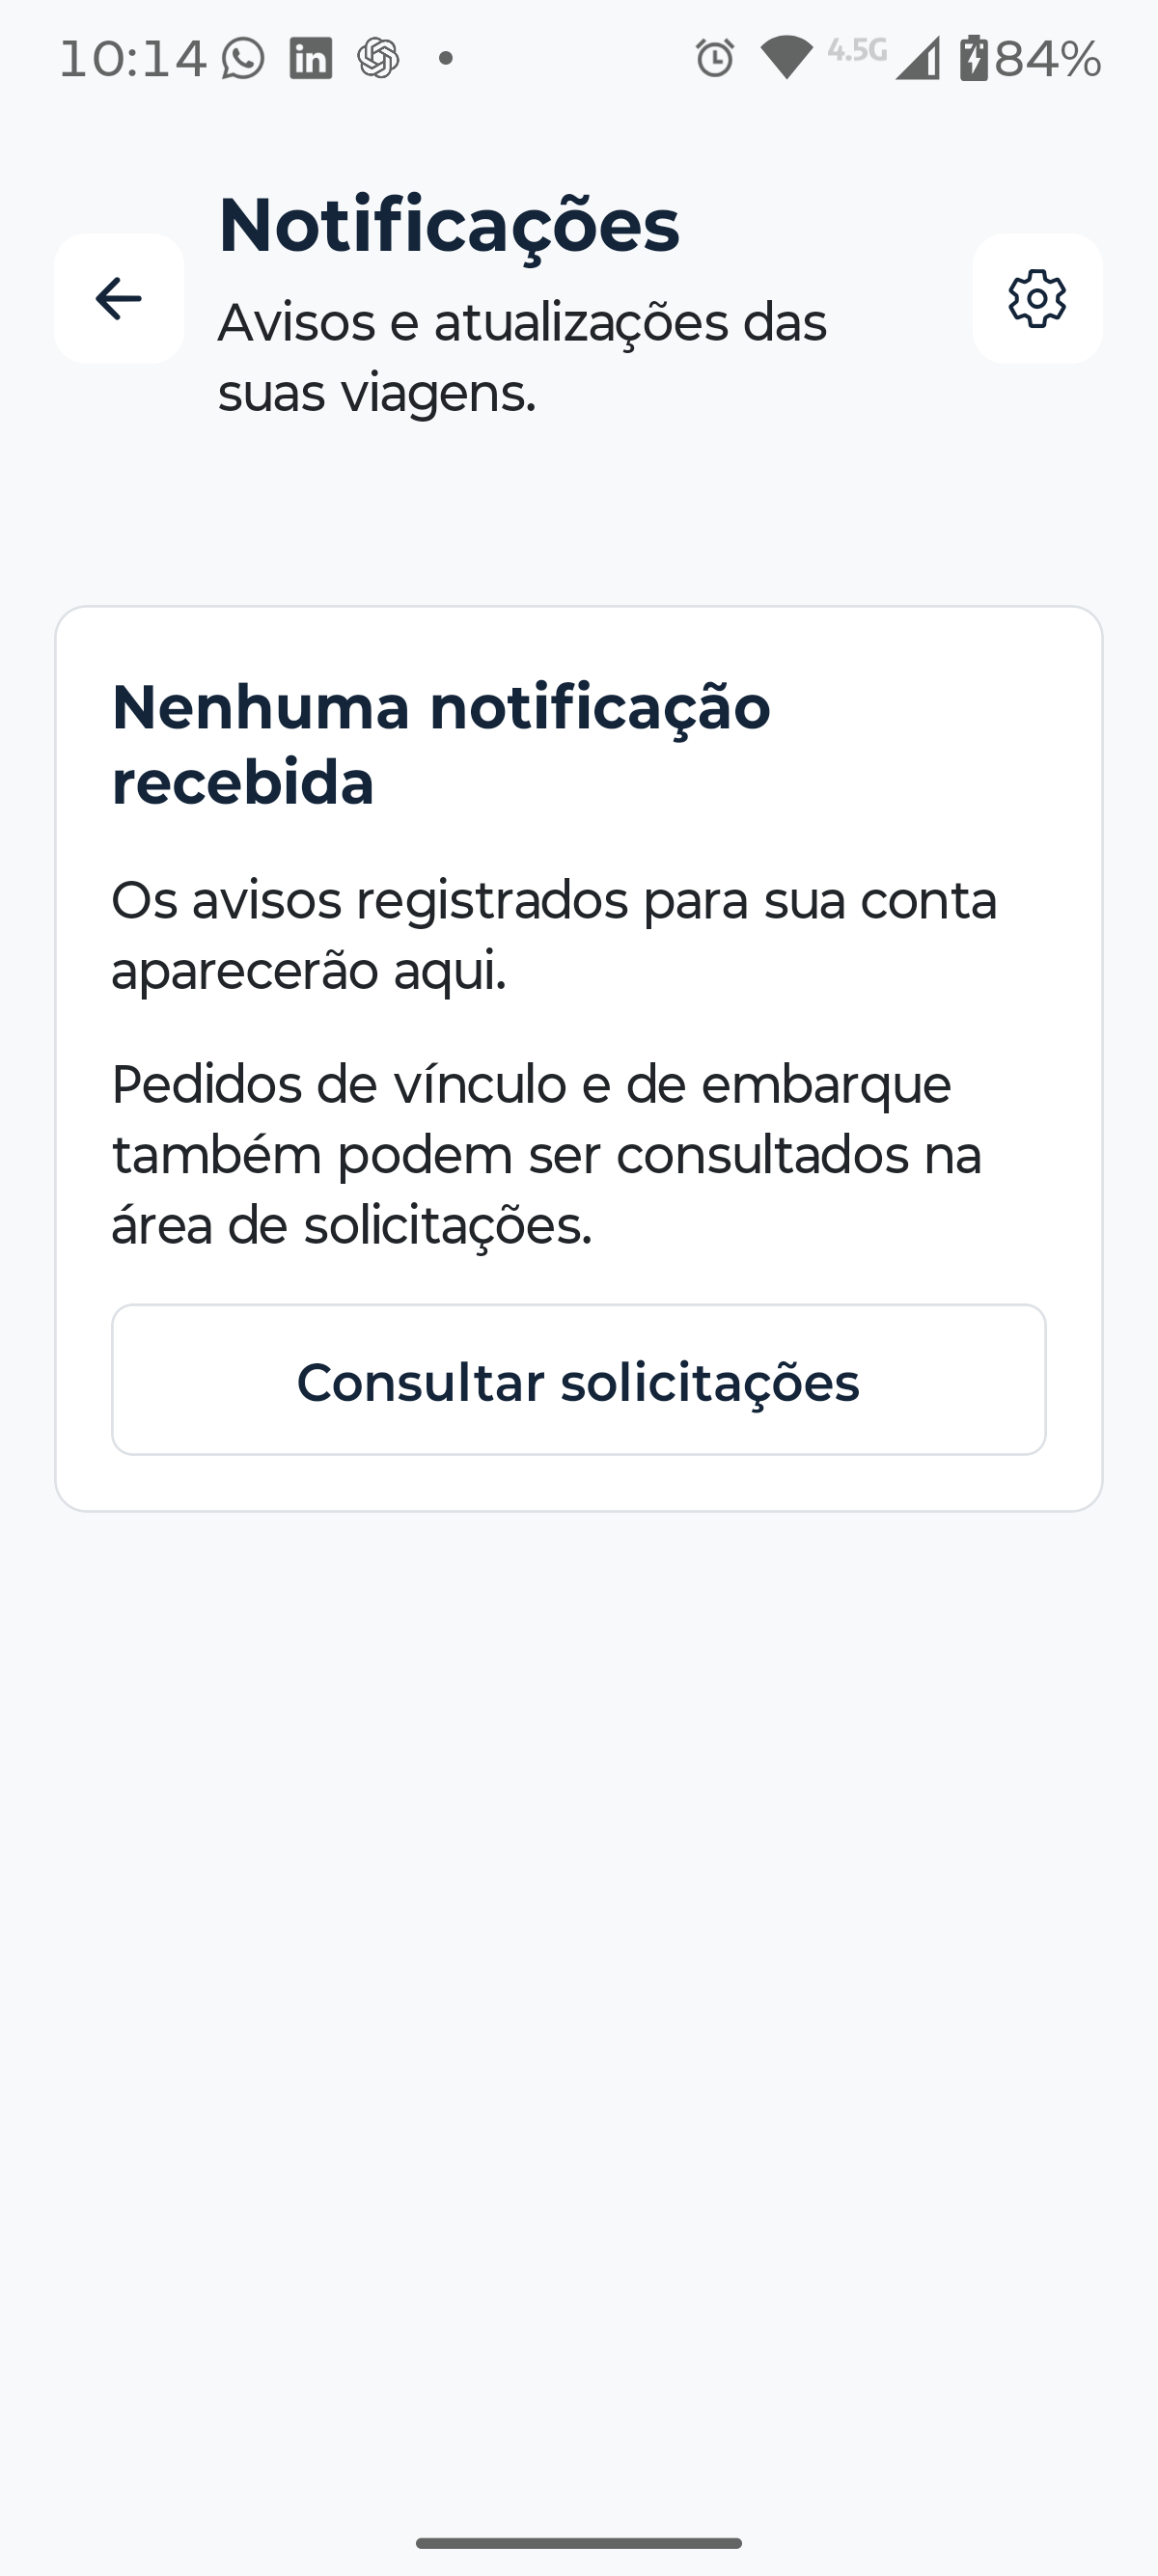 10:14
4.5G
84%
Notificações
Avisos e atualizações das
suas viagens.
Nenhuma notificação
recebida
Os avisos registrados para sua conta
aparecerão aqui.
Pedidos de vínculo e de embarque
também podem ser consultados na
área de solicitações.
Consultar solicitações